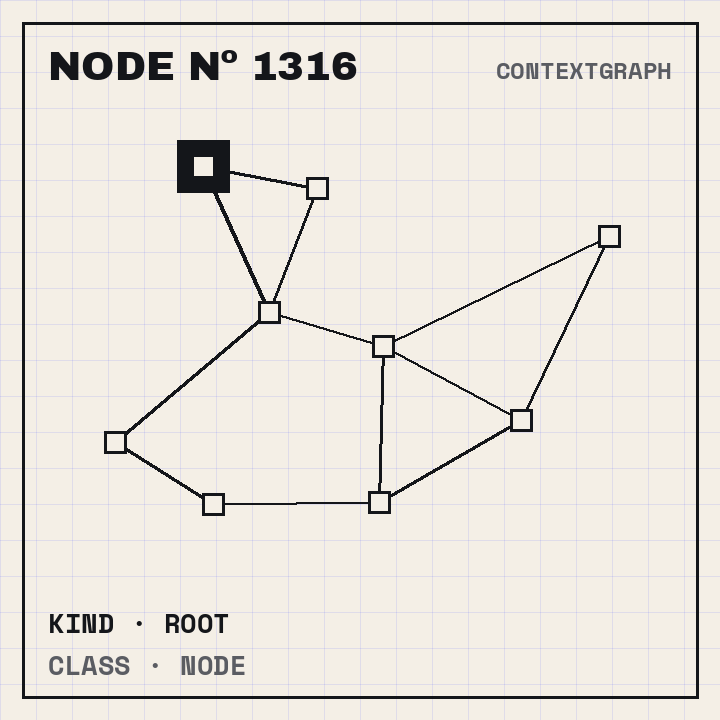 NODE Nº 1316
CONTEXTGRAPH
KIND · ROOT
CLASS · NODE